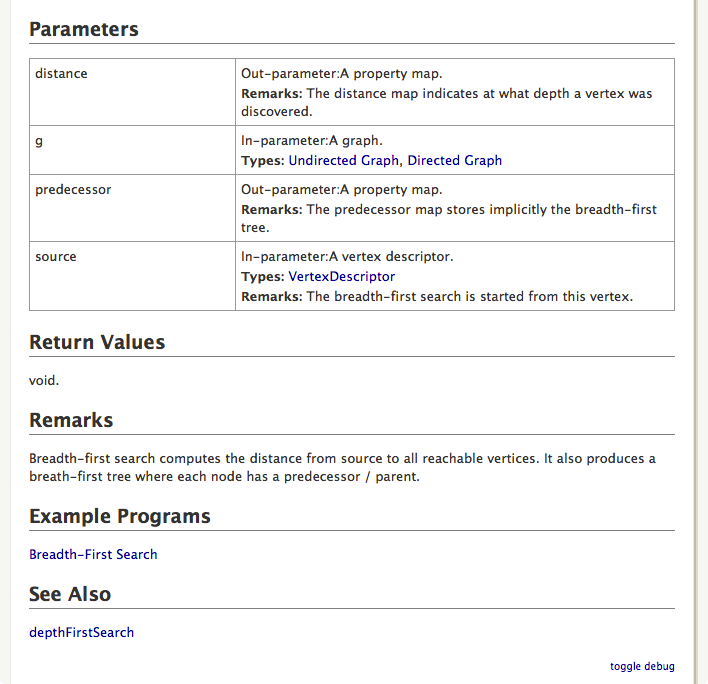 Parameters
distance
Out-parameter:A property map.
Remarks: The distance map indicates at what depth a vertex was
discovered.
g
In-parameter:A graph.
Types: Undirected Graph, Directed Graph
predecessor
Out-parameter:A property map.
Remarks: The predecessor map stores implicitly the breadth-first
tree.
source
In-parameter:A vertex descriptor.
Types: VertexDescriptor
Remarks: The breadth-first search is started from this vertex.
Return Values
void.
Remarks
Breadth-first search computes the distance from source to all reachable vertices. It also produces a
breath-first tree where each node has a predecessor / parent.
Example Programs
Breadth-First Search
See Also
depthFirstSearch
toggle debug